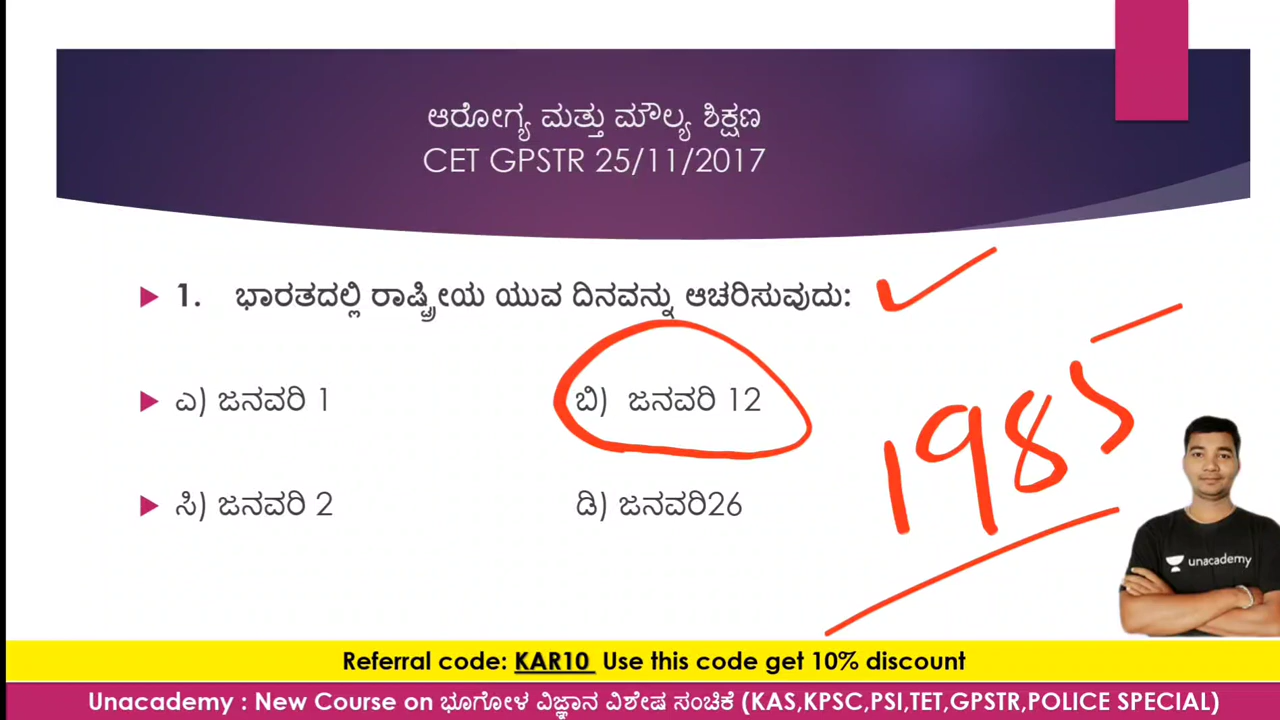 ಆರೋಗ್ಯ ಮತ್ತು ಮೌಲ್ಯ ಶಿಕ್ಷಣ
CET GPSTR 25/11/2017
1. ಭಾರತದಲ್ಲಿ ರಾಷ್ಟ್ರೀಯ ಯುವ ದಿನವನ್ನು ಆಚರಿಸುವುದು:
ಎ) ಜನವರಿ 1 ಬಿ) ಜನವರಿ 12
ಸಿ) ಜನವರಿ 2 ಡಿ) ಜನವರಿ26
1985
unacademy
Referral code: KAR10 Use this code get 10% discount
Unacademy : New Course on ಭೂಗೋಳ ವಿಜ್ಞಾನ ವಿಶೇಷ ಸಂಚಿಕೆ (KAS,KPSC,PSI,TET,GPSTR,POLICE SPECIAL)